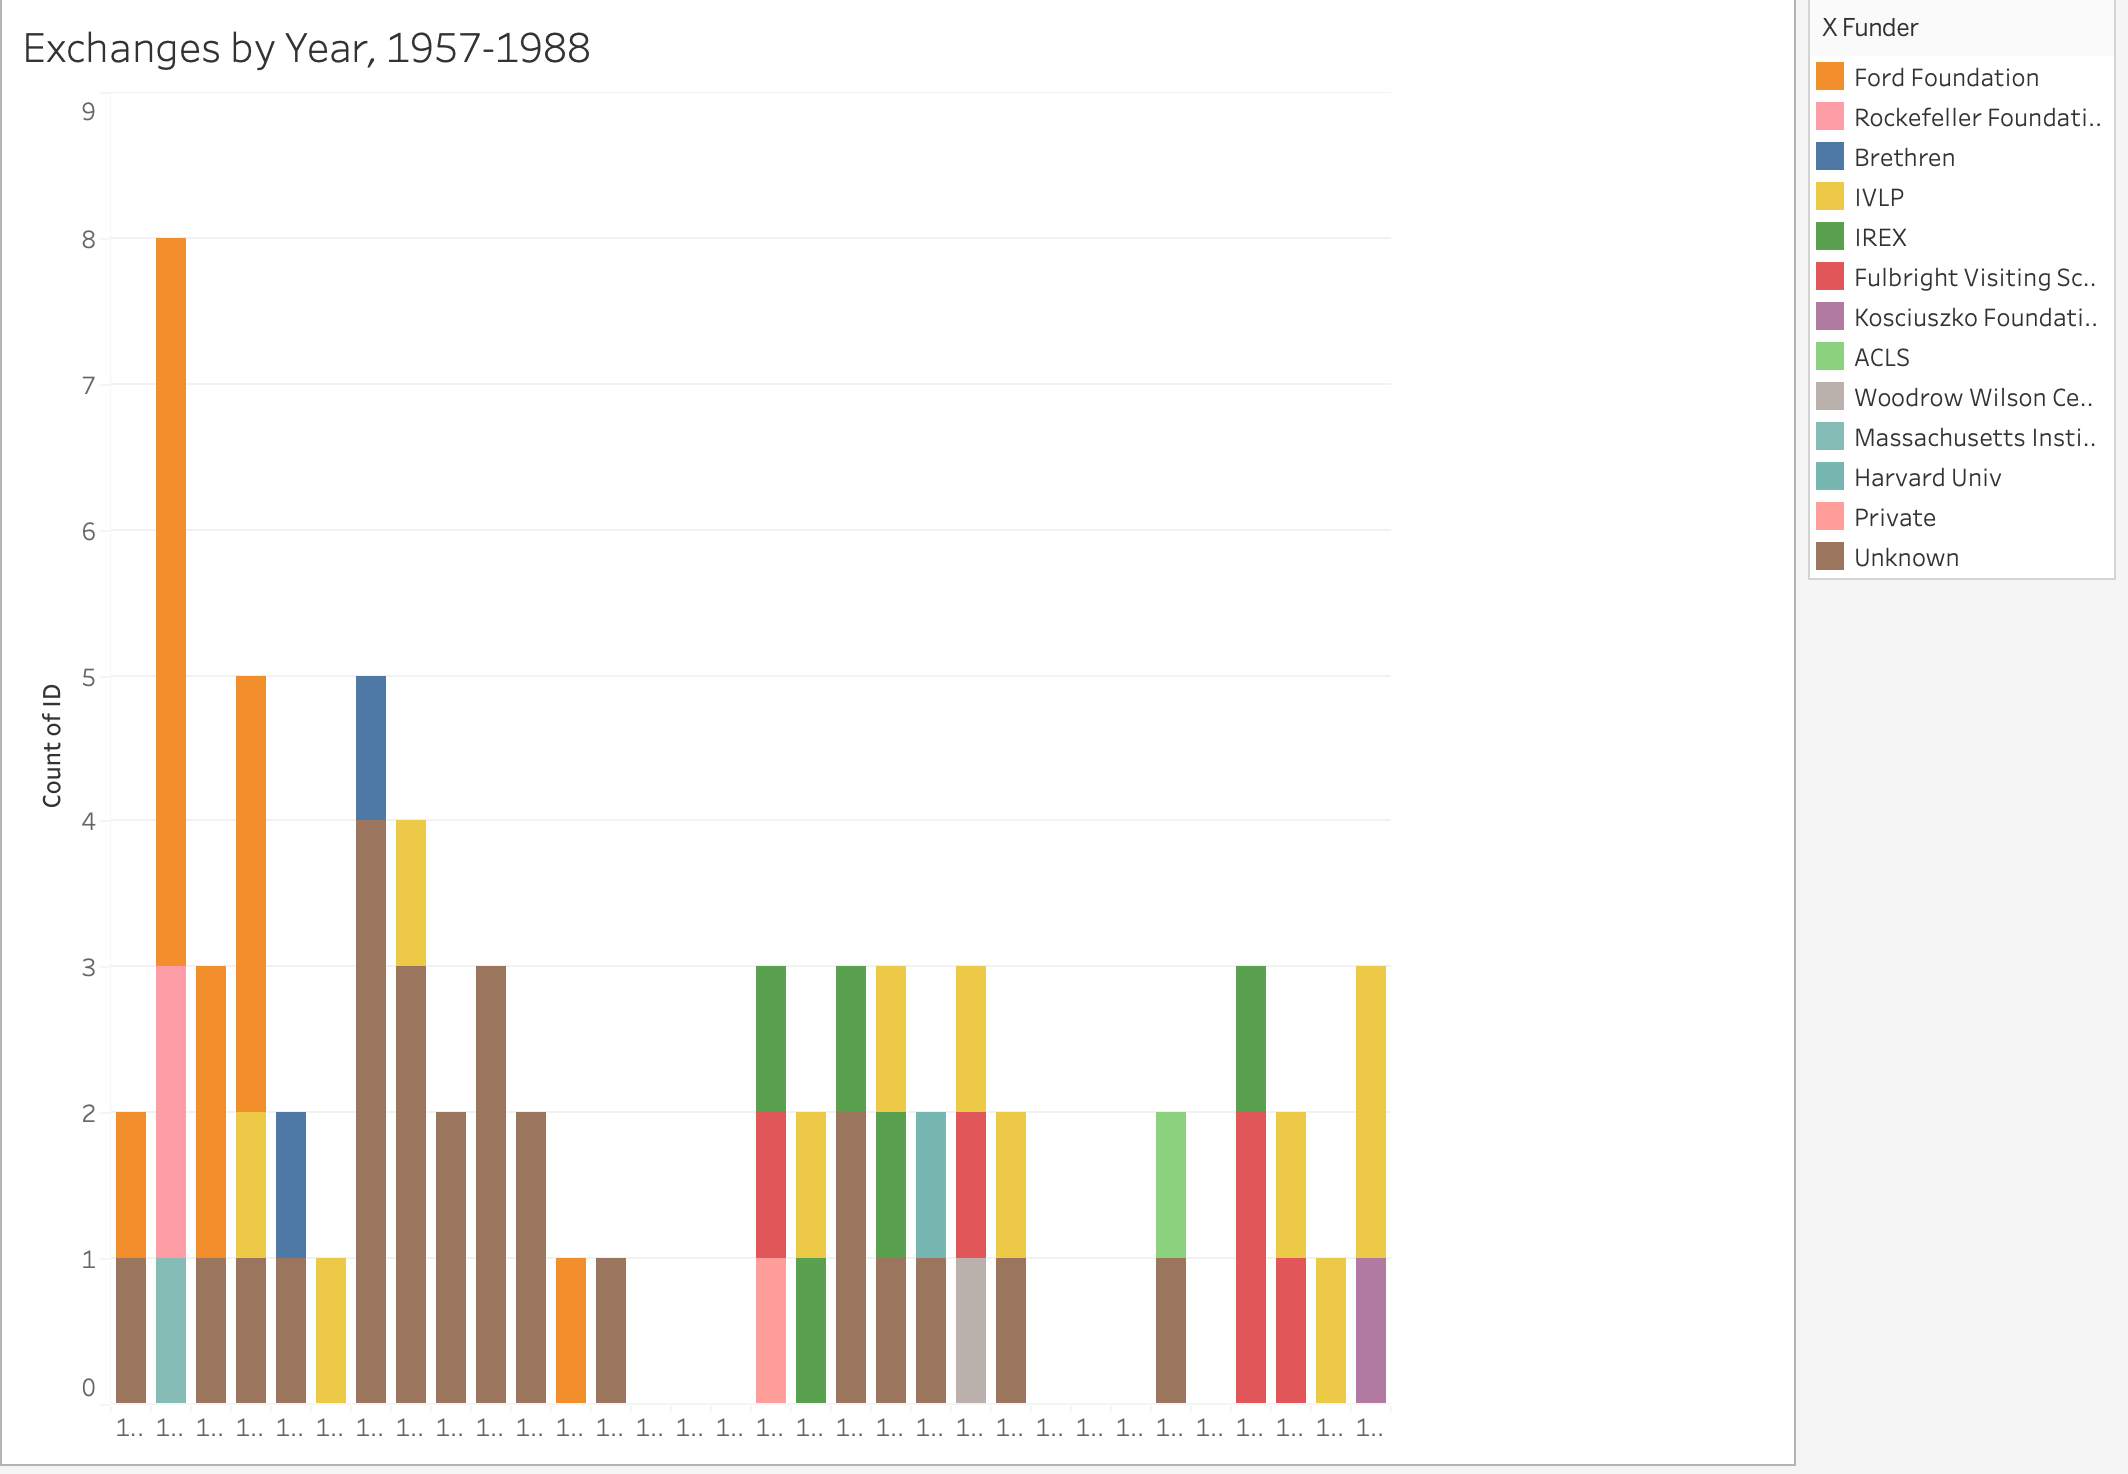 Exchanges by Year, 1957-1988
9
8
7
6
5
4
3
2
1
0
Count of ID
1.. 1.. 1.. 1.. 1.. 1.. 1.. 1.. 1.. 1.. 1.. 1.. 1.. 1.. 1.. 1.. 1.. 1.. 1.. 1.. 1.. 1.. 1.. 1.. 1.. 1.. 1.. 1.. 1.. 1.. 1.. 1..
X Funder
Ford Foundation
Rockefeller Foundati..
Brethren
IVLP
IREX
Fulbright Visiting Sc..
Kosciuszko Foundati..
ACLS
Woodrow Wilson Ce..
Massachusetts Insti..
Harvard Univ
Private
Unknown